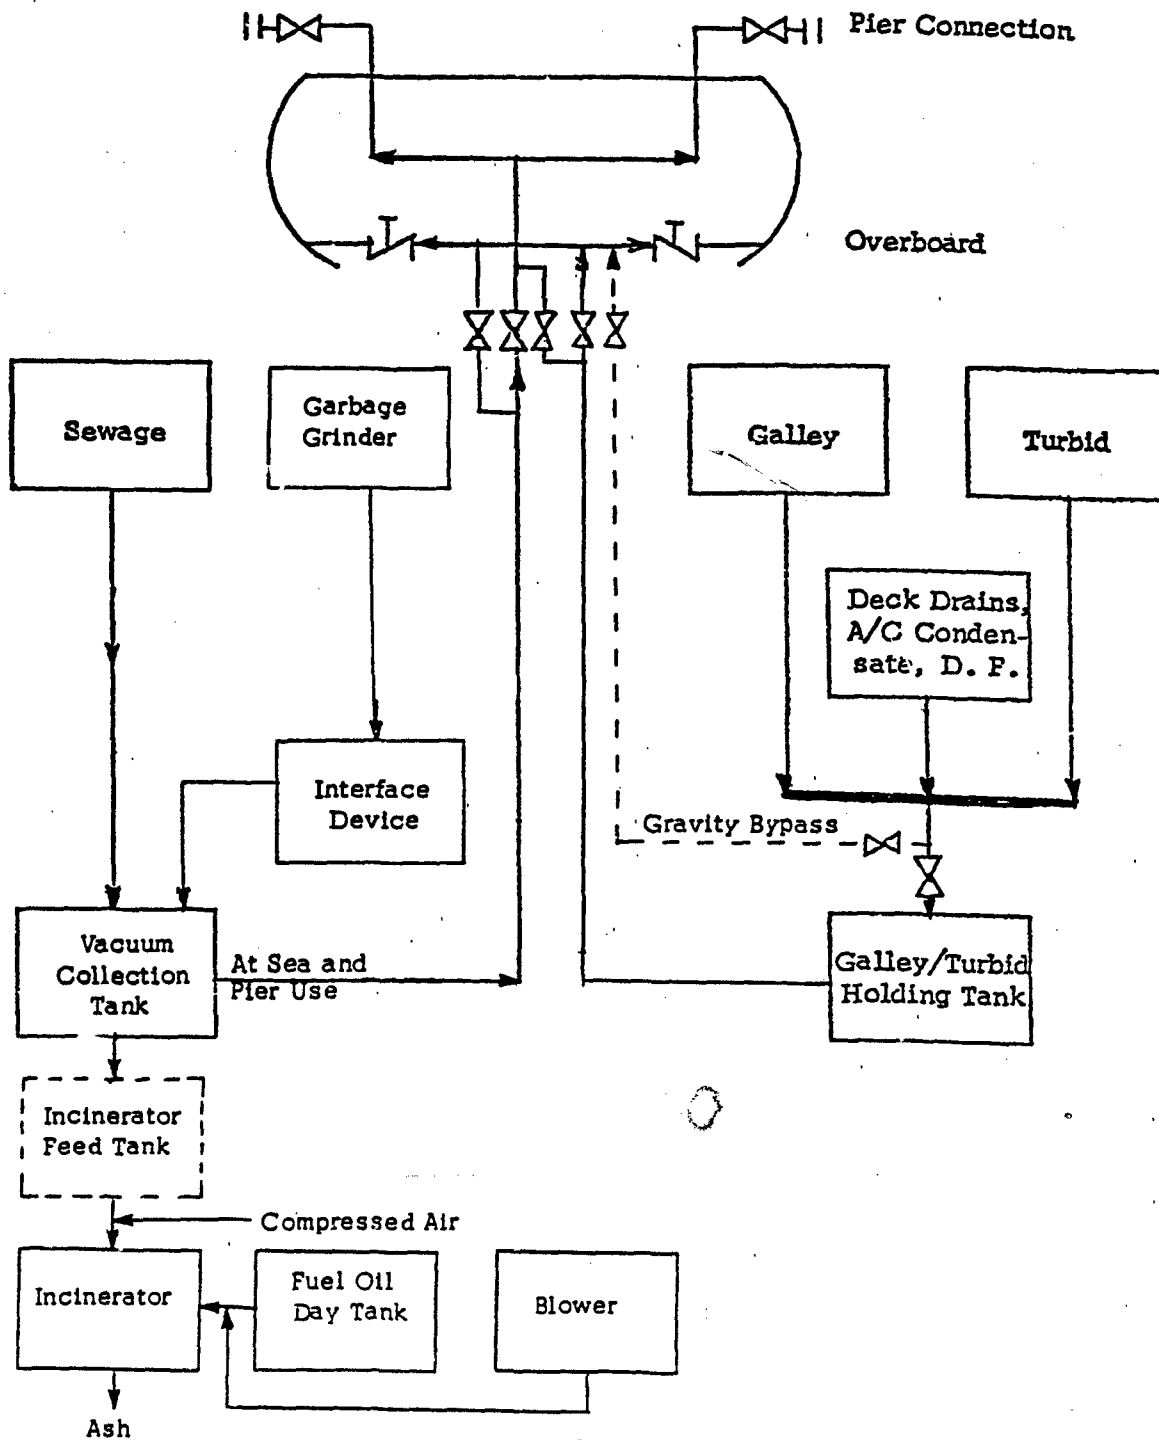 Pier Connection
Overboard
Sewage
Garbage
Grinder
Galley
Turbid
Deck Drains,
A/C Conden-
sate, D. F.
Interface
Device
Gravity Bypass
Vacuum
Collection
Tank
At Sea and
Pier Use
Galley/Turbid
Holding Tank
Incinerator
Feed Tank
Compressed Air
Incinerator
Fuel Oil
Day Tank
Blower
Ash